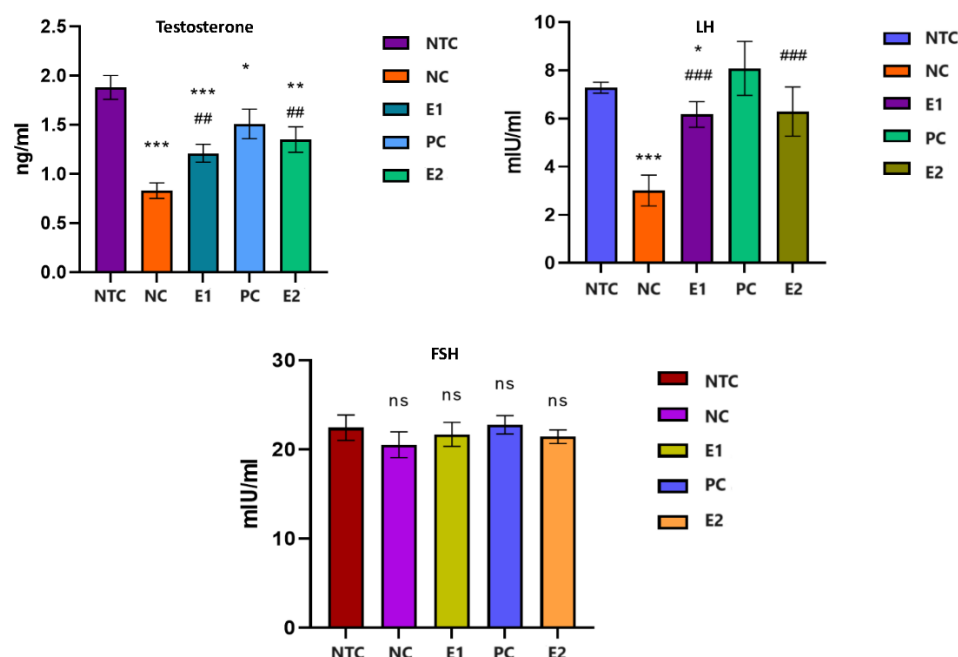 Testosterone
ng/ml
2.5
2.0
1.5
1.0
0.5
0.0
***
***
##
*
**
##
NTC NC E1 PC E2
NTC
NC
E1
PC
E2
LH
mIU/ml
10
8
6
4
2
0
***
*
###
###
NTC NC E1 PC E2
NTC
NC
E1
PC
E2
FSH
mIU/ml
30
20
10
0
ns ns ns ns
NTC NC E1 PC E2
NTC
NC
E1
PC
E2